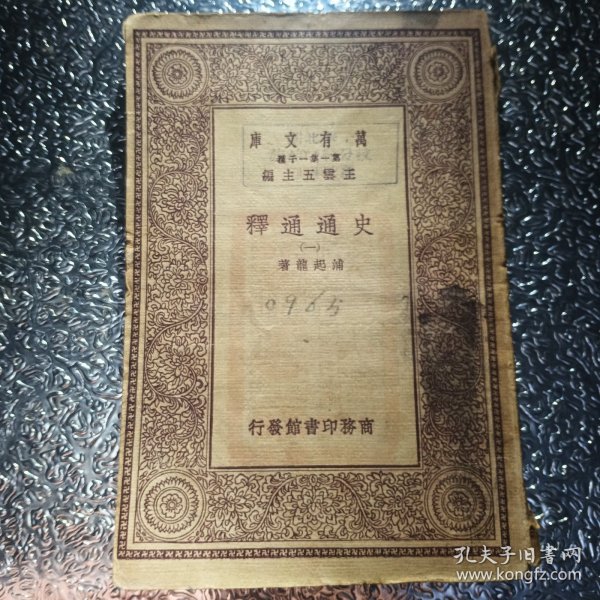 萬有文庫
第一集一千種
王雲五主編
史通通釋
(一)
浦起龍著
0965
商務印書館發行
孔夫子旧书网
www.kongfz.com